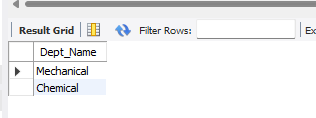 Result Grid Filter Rows: Ex
Dept_Name
Mechanical
Chemical